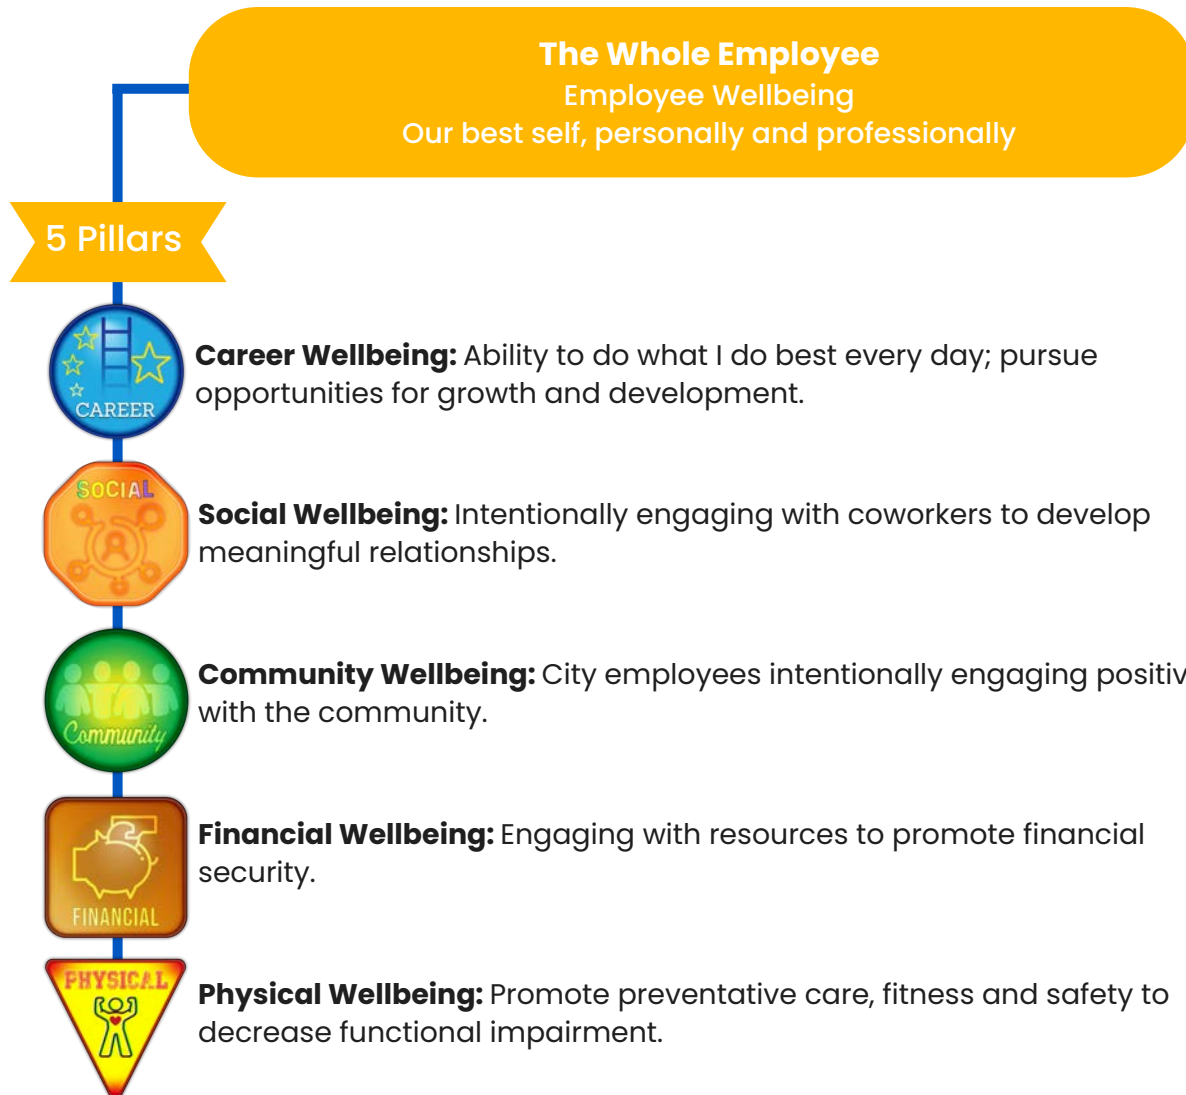 The Whole Employee
Employee Wellbeing
Our best self, personally and professionally
5 Pillars
CAREER
Career Wellbeing: Ability to do what I do best every day; pursue
opportunities for growth and development.
SOCIAL
Social Wellbeing: Intentionally engaging with coworkers to develop
meaningful relationships.
Community
Community Wellbeing: City employees intentionally engaging positiv
with the community.
FINANCIAL
Financial Wellbeing: Engaging with resources to promote financial
security.
PHYSICAL
Physical Wellbeing: Promote preventative care, fitness and safety to
decrease functional impairment.